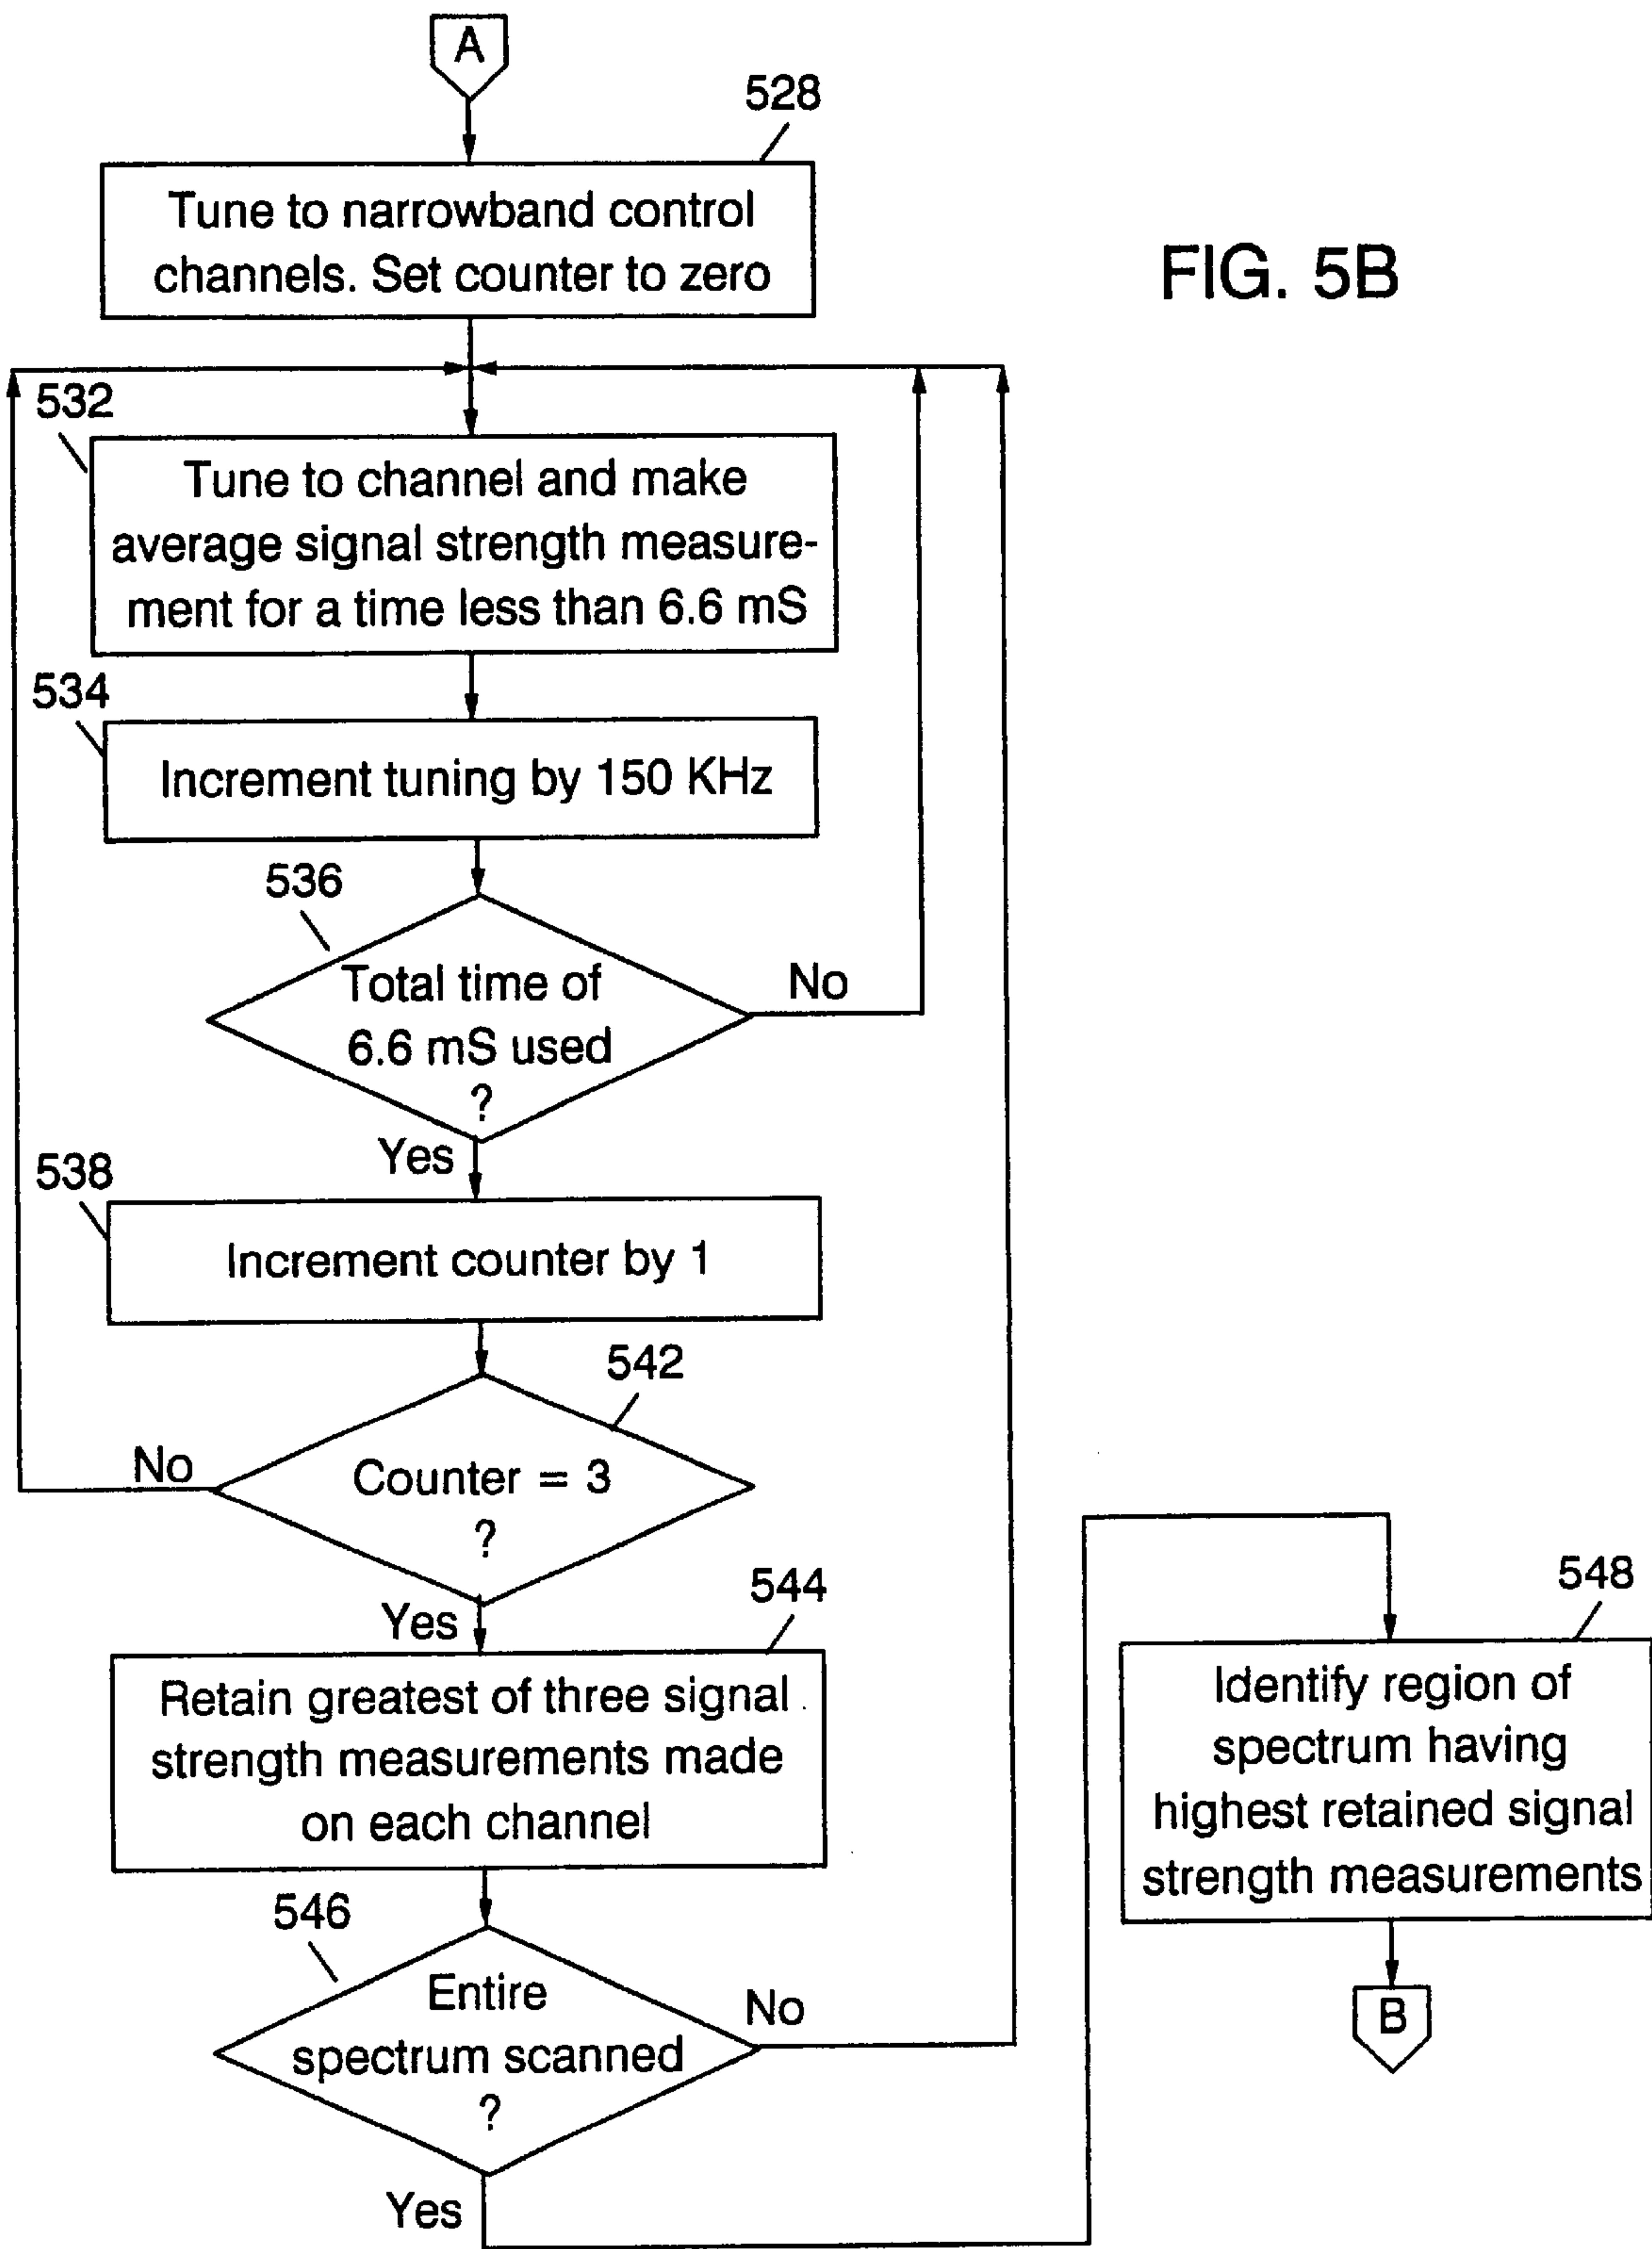 A
528
Tune to narrowband control
channels. Set counter to zero
FIG. 5B
532
Tune to channel and make
average signal strength measure-
ment for a time less than 6.6 mS
534
Increment tuning by 150 KHz
536
Total time of
6.6 mS used
?
No
Yes
538
Increment counter by 1
542
Counter = 3
?
No
Yes
544
Retain greatest of three signal
strength measurements made
on each channel
546
Entire
spectrum scanned
?
No
Yes
548
Identify region of
spectrum having
highest retained signal
strength measurements
B